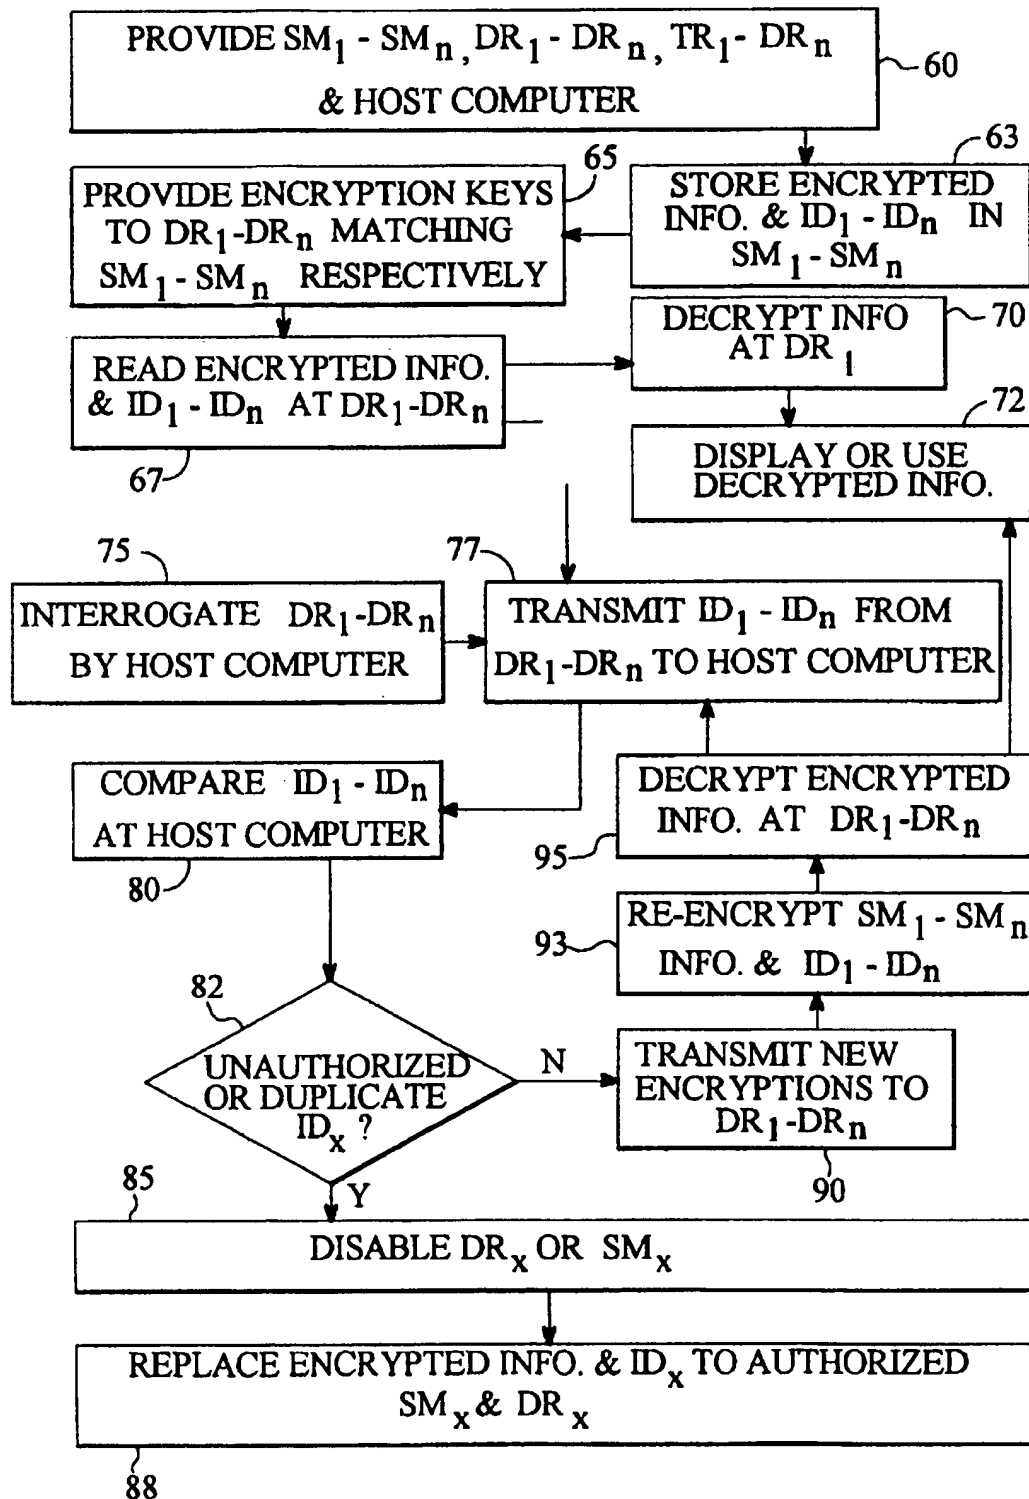 PROVIDE SM1 - SMn, DR1 - DRn, TR1 - DRn
& HOST COMPUTER
60
63
STORE ENCRYPTED
INFO. & ID1 - IDn IN
SM1 - SMn
65
PROVIDE ENCRYPTION KEYS
TO DR1-DRn MATCHING
SM1 - SMn RESPECTIVELY
READ ENCRYPTED INFO.
& ID1 - IDn AT DR1-DRn
67
DECRYPT INFO
AT DR1
70
72
DISPLAY OR USE
DECRYPTED INFO.
75
INTERROGATE DR1-DRn
BY HOST COMPUTER
77
TRANSMIT ID1 - IDn FROM
DR1-DRn TO HOST COMPUTER
COMPARE ID1 - IDn
AT HOST COMPUTER
80
DECRYPT ENCRYPTED
INFO. AT DR1-DRn
95
RE-ENCRYPT SM1 - SMn
INFO. & ID1 - IDn
93
82
UNAUTHORIZED
OR DUPLICATE
IDx ?
N
Y
TRANSMIT NEW
ENCRYPTIONS TO
DR1-DRn
90
85
DISABLE DRx OR SMx
REPLACE ENCRYPTED INFO. & IDx TO AUTHORIZED
SMx & DRx
88